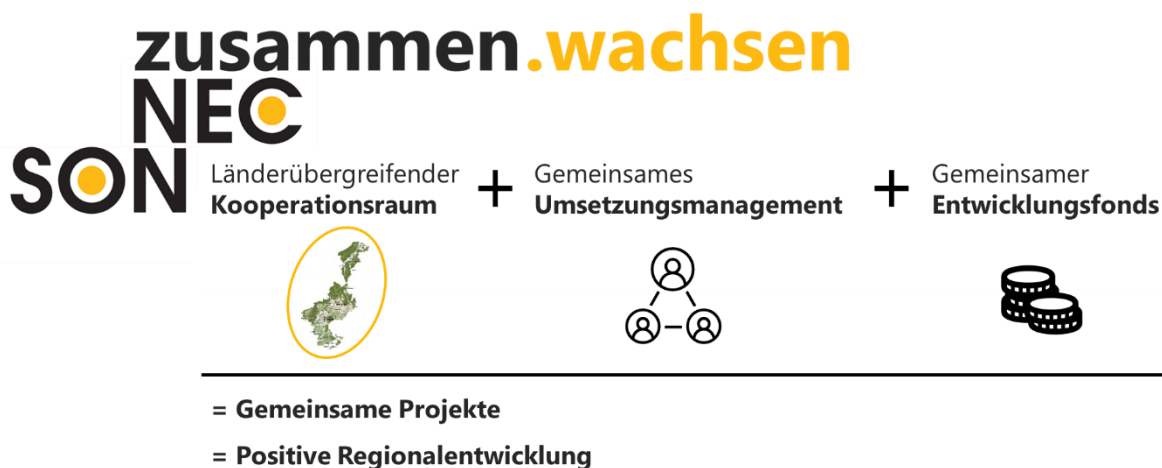 zusammen.wachsen
NEC
SON
Länderübergreifender
Kooperationsraum
+
Gemeinsames
Umsetzungsmanagement
+
Gemeinsamer
Entwicklungsfonds
= Gemeinsame Projekte
= Positive Regionalentwicklung